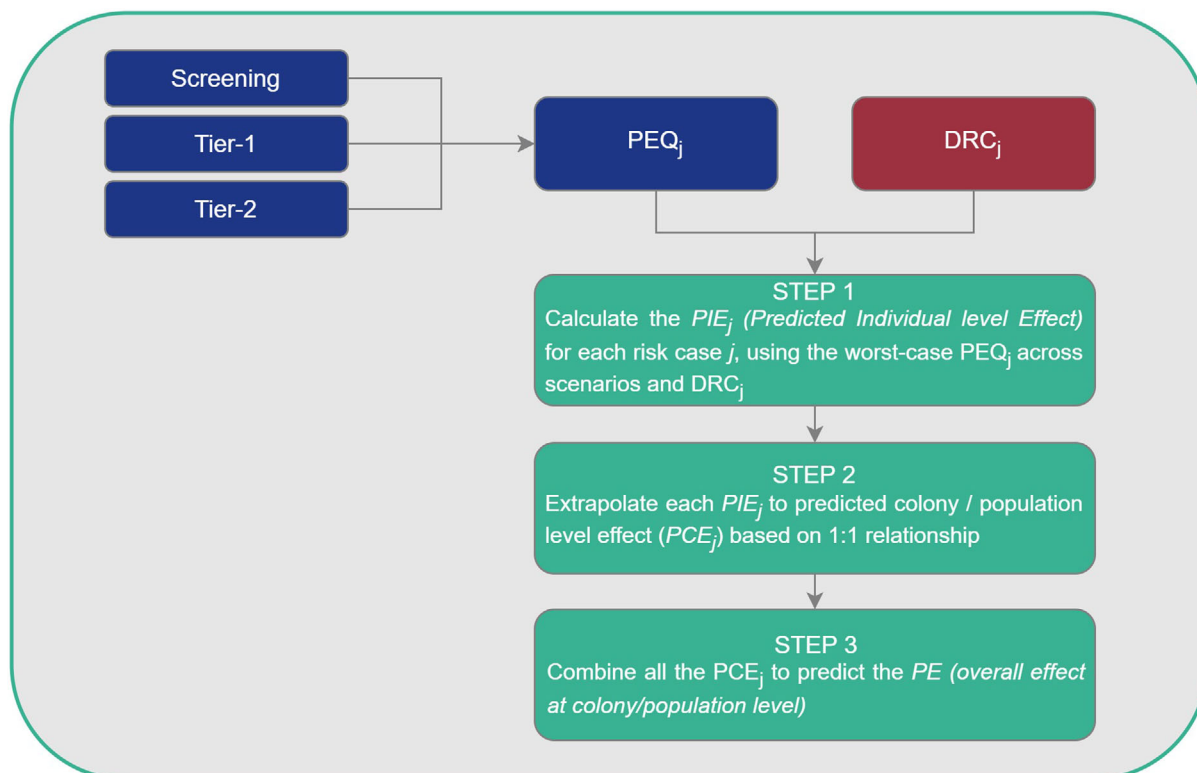 Screening
Tier-1
Tier-2
PEQj
DRCj
STEP 1
Calculate the PIEj (Predicted Individual level Effect)
for each risk case j, using the worst-case PEQj across
scenarios and DRCj
STEP 2
Extrapolate each PIEj to predicted colony / population
level effect (PCEj) based on 1:1 relationship
STEP 3
Combine all the PCEj to predict the PE (overall effect
at colony/population level)